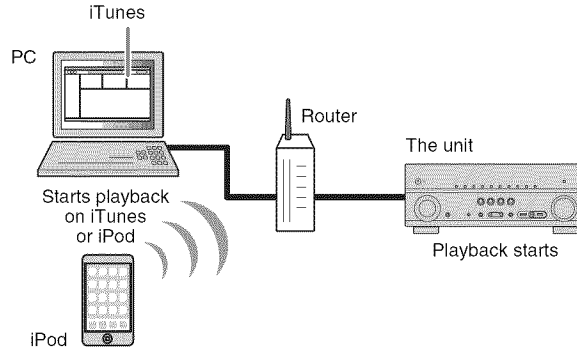 iTunes
PC
Router
The unit
Starts playback
on iTunes
or iPod
Playback starts
iPod